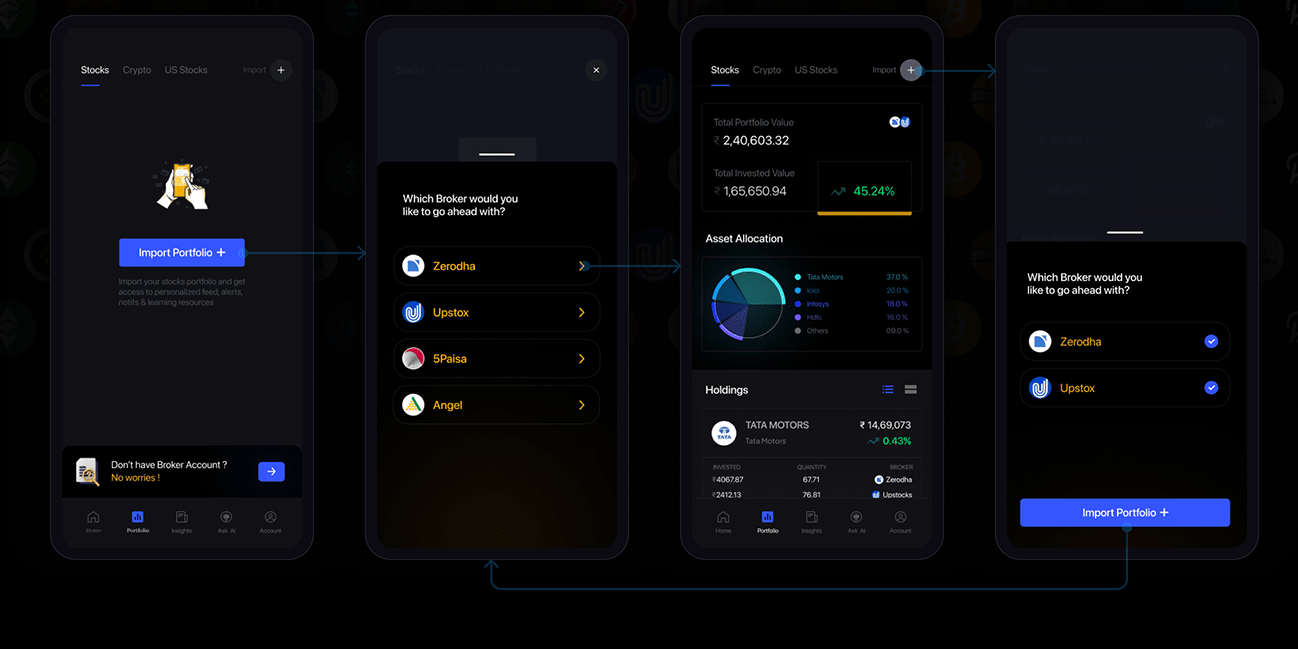 Stocks
Crypto
US Stocks
Import
Import Portfolio
Import your stocks portfolio and get
access to personalized feed, alerts,
notifs & learning resources
Don't have Broker Account ?
No worries !
Home
Portfolio
Insights
Ask Ai
Account
Which Broker would you
like to go ahead with?
Zerodha
Upstox
5Paisa
Angel
Stocks
Crypto
US Stocks
Import
Total Portfolio Value
₹ 2,40,603.32
Total Invested Value
₹ 1,65,650.94
45.24%
Asset Allocation
Tata Motors 37.0 %
Icici 20.0 %
Infosys 18.0 %
Hdfc 16.0 %
Others 09.0 %
Holdings
TATA
TATA MOTORS ₹ 14,69,073
Tata Motors 0.43%
INVESTED QUANTITY BROKER
₹4067.87 67.71 Zerodha
₹2412.13 76.81 Upstocks
Home
Portfolio
Insights
Ask Ai
Account
Which Broker would you
like to go ahead with?
Zerodha
Upstox
Import Portfolio